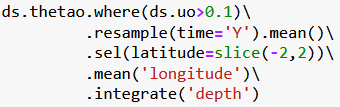 ds.thetao.where(ds.uo>0.1)\
.resample(time='Y').mean()\
.sel(latitude=slice(-2,2))\
.mean('longitude')\
.integrate('depth')